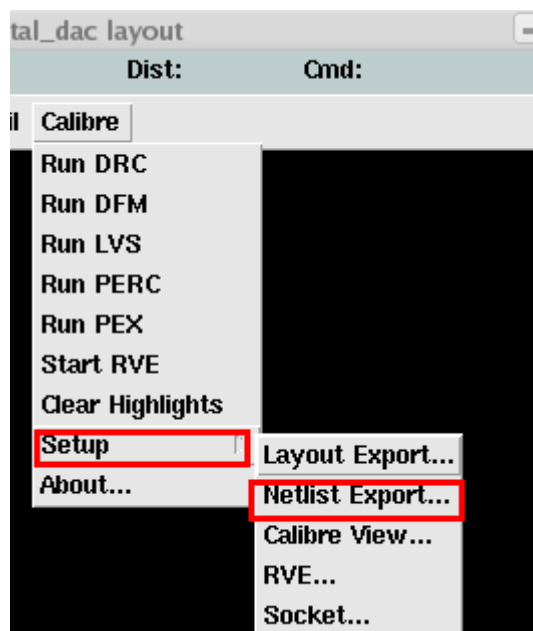 tal_dac layout
Dist: Cmd:
il Calibre
Run DRC
Run DFM
Run LVS
Run PERC
Run PEX
Start RVE
Clear Highlights
Setup
About...
Layout Export...
Netlist Export...
Calibre View...
RVE...
Socket...